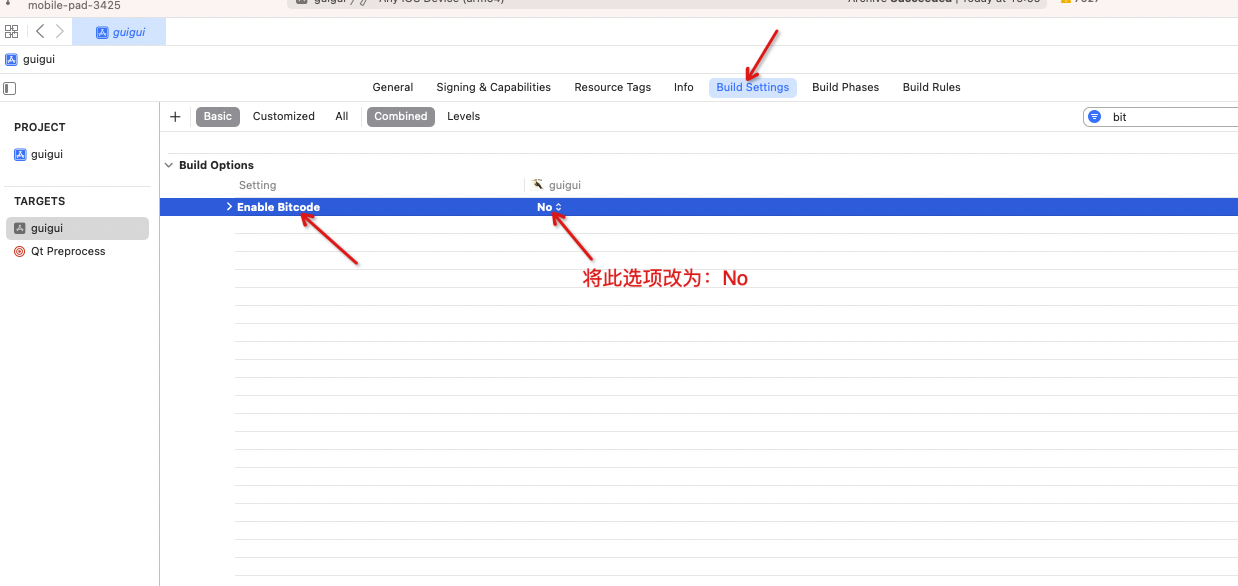 mobile-pad-3425
guigui
guigui
General Signing & Capabilities Resource Tags Info Build Settings Build Phases Build Rules
Basic Customized All Combined Levels bit
PROJECT
guigui
TARGETS
guigui
Qt Preprocess
Build Options
Setting guigui
Enable Bitcode No
将此选项改为：No